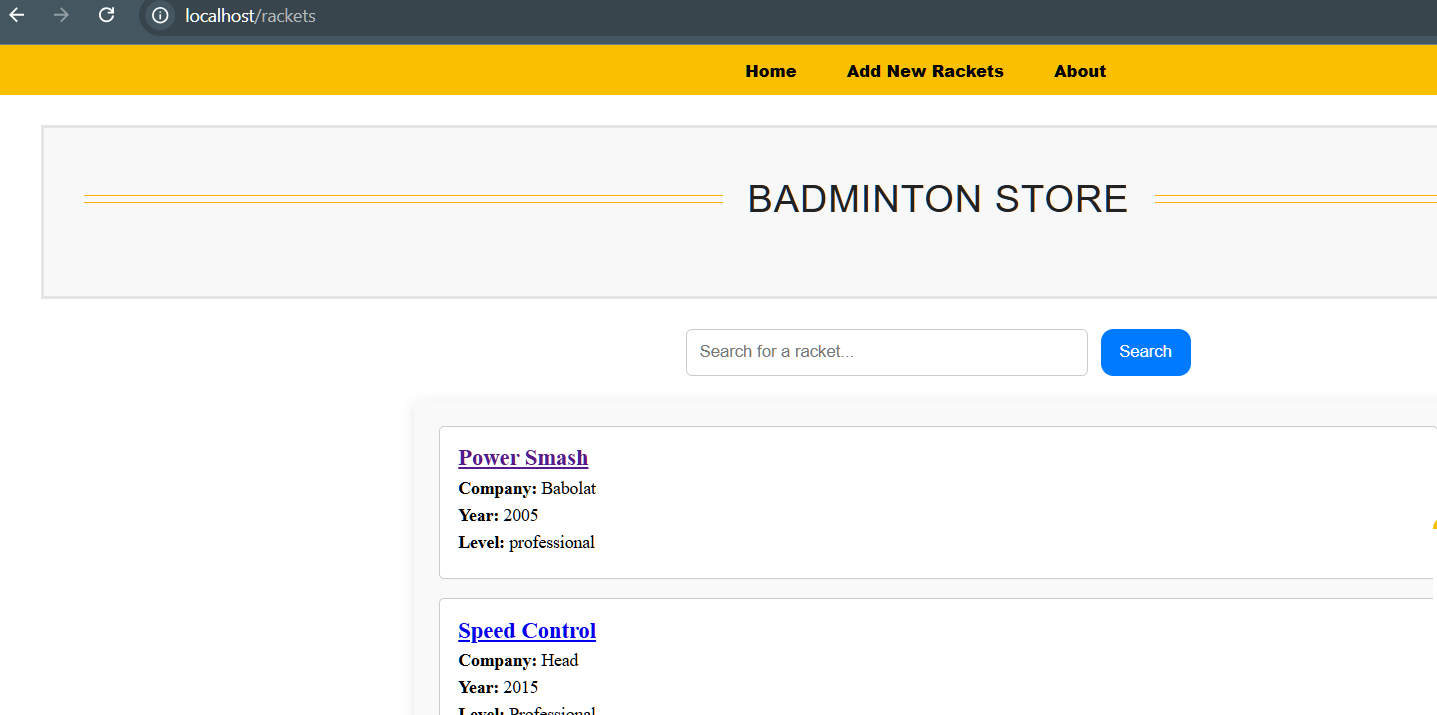 localhost/rackets
Home Add New Rackets About
BADMINTON STORE
Search for a racket... Search
Power Smash
Company: Babolat
Year: 2005
Level: professional
Speed Control
Company: Head
Year: 2015
Level: Professional